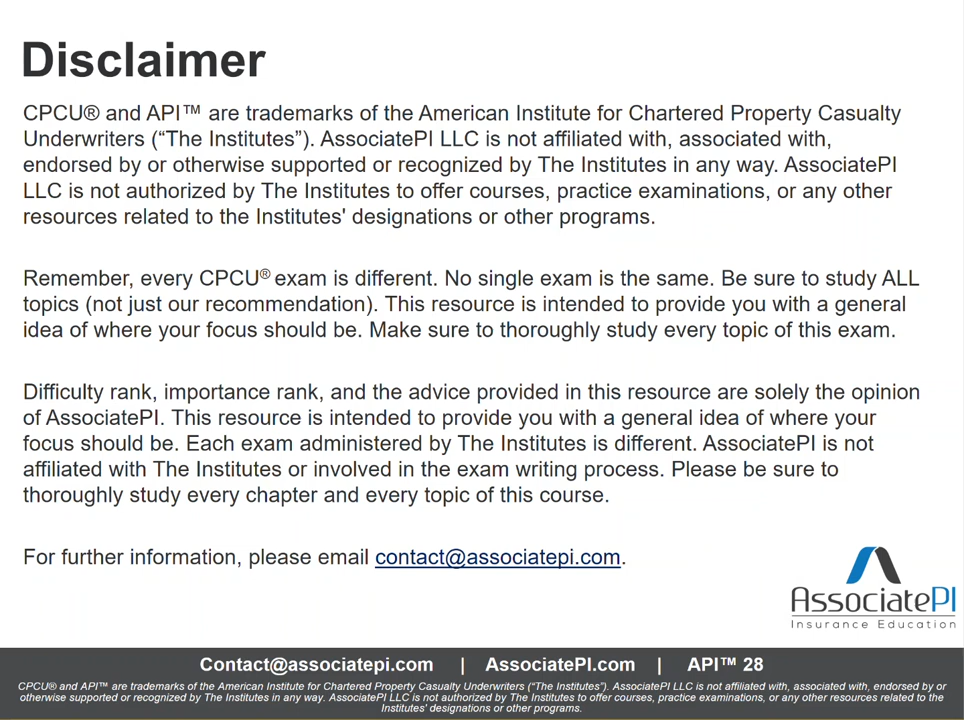 Disclaimer
CPCU® and API™ are trademarks of the American Institute for Chartered Property Casualty
Underwriters (“The Institutes”). AssociatePI LLC is not affiliated with, associated with,
endorsed by or otherwise supported or recognized by The Institutes in any way. AssociatePI
LLC is not authorized by The Institutes to offer courses, practice examinations, or any other
resources related to the Institutes' designations or other programs.
Remember, every CPCU® exam is different. No single exam is the same. Be sure to study ALL
topics (not just our recommendation). This resource is intended to provide you with a general
idea of where your focus should be. Make sure to thoroughly study every topic of this exam.
Difficulty rank, importance rank, and the advice provided in this resource are solely the opinion
of AssociatePI. This resource is intended to provide you with a general idea of where your
focus should be. Each exam administered by The Institutes is different. AssociatePI is not
affiliated with The Institutes or involved in the exam writing process. Please be sure to
thoroughly study every chapter and every topic of this course.
For further information, please email contact@associatepi.com.
AssociatePI
Insurance Education
Contact@associatepi.com | AssociatePI.com | API™ 28
CPCU® and API™ are trademarks of the American Institute for Chartered Property Casualty Underwriters (“The Institutes”). AssociatePI LLC is not affiliated with, associated with, endorsed by or
otherwise supported or recognized by The Institutes in any way. AssociatePI LLC is not authorized by The Institutes to offer courses, practice examinations, or any other resources related to the
Institutes' designations or other programs.